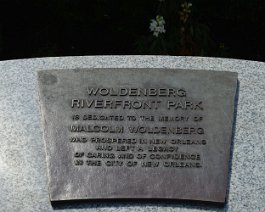 WOLDENBERG
RIVERFRONT PARK
IS DEDICATED TO THE MEMORY OF
MALCOLM WOLDENBERG
WHO PROSPERED IN NEW ORLEANS
AND LEFT A LEGACY
OF CARING AND OF CONFIDENCE
IN THE CITY OF NEW ORLEANS.